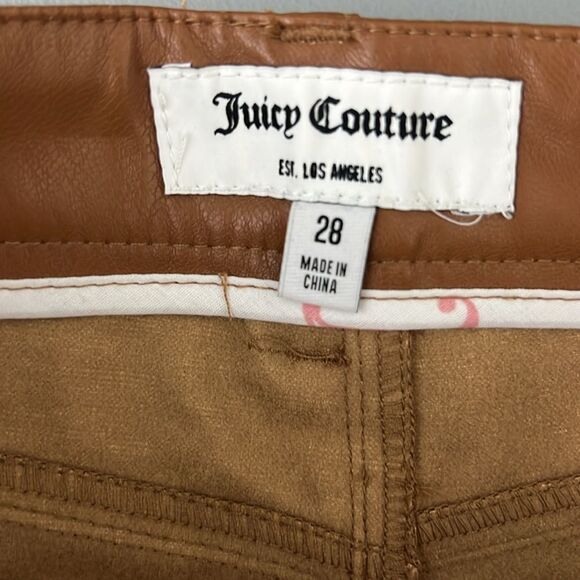 Juicy Couture
EST. LOS ANGELES
28
MADE IN
CHINA